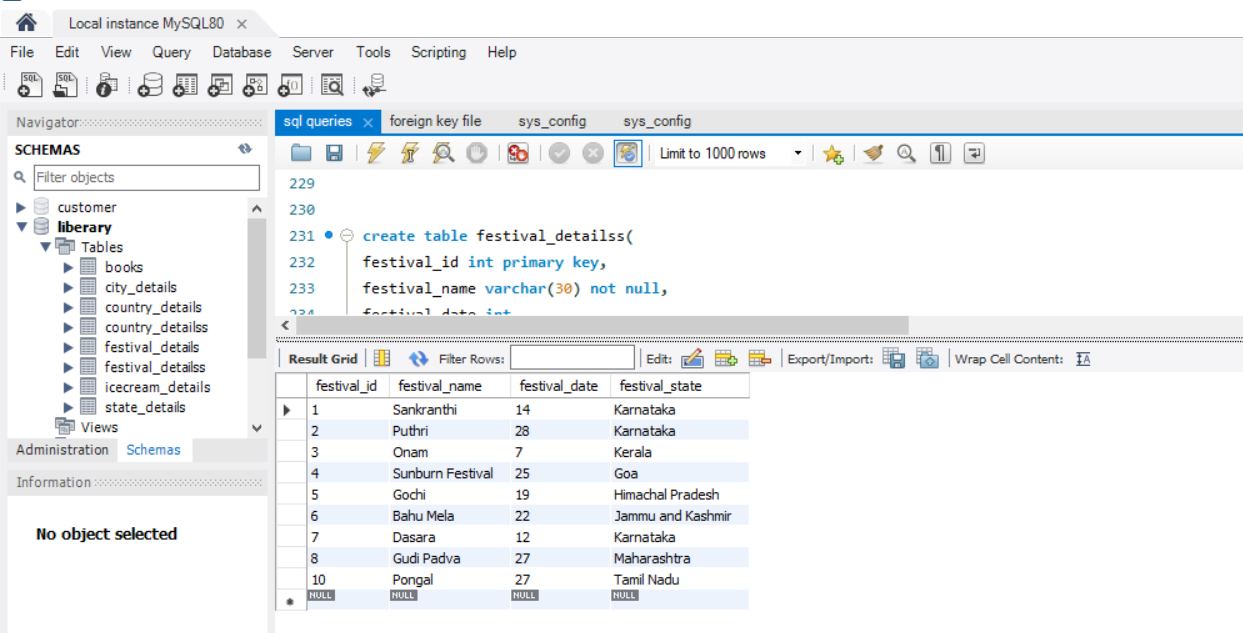 Local instance MySQL80 ×
File Edit View Query Database Server Tools Scripting Help
Navigator
SCHEMAS
Filter objects
customer
liberary
Tables
books
city_details
country_details
country_detailss
festival_details
festival_detailss
icecream_details
state_details
Views
Administration Schemas
Information
No object selected
sql queries × foreign key file sys_config sys_config
Limit to 1000 rows
229
230
231 create table festival_detailss(
232 festival_id int primary key,
233 festival_name varchar(30) not null,
234 festival_date int
Result Grid Filter Rows: Edit: Export/Import: Wrap Cell Content: IA
festival_id festival_name festival_date festival_state
1 Sankranthi 14 Karnataka
2 Puthri 28 Karnataka
3 Onam 7 Kerala
4 Sunburn Festival 25 Goa
5 Gochi 19 Himachal Pradesh
6 Bahu Mela 22 Jammu and Kashmir
7 Dasara 12 Karnataka
8 Gudi Padva 27 Maharashtra
10 Pongal 27 Tamil Nadu
NULL NULL NULL NULL